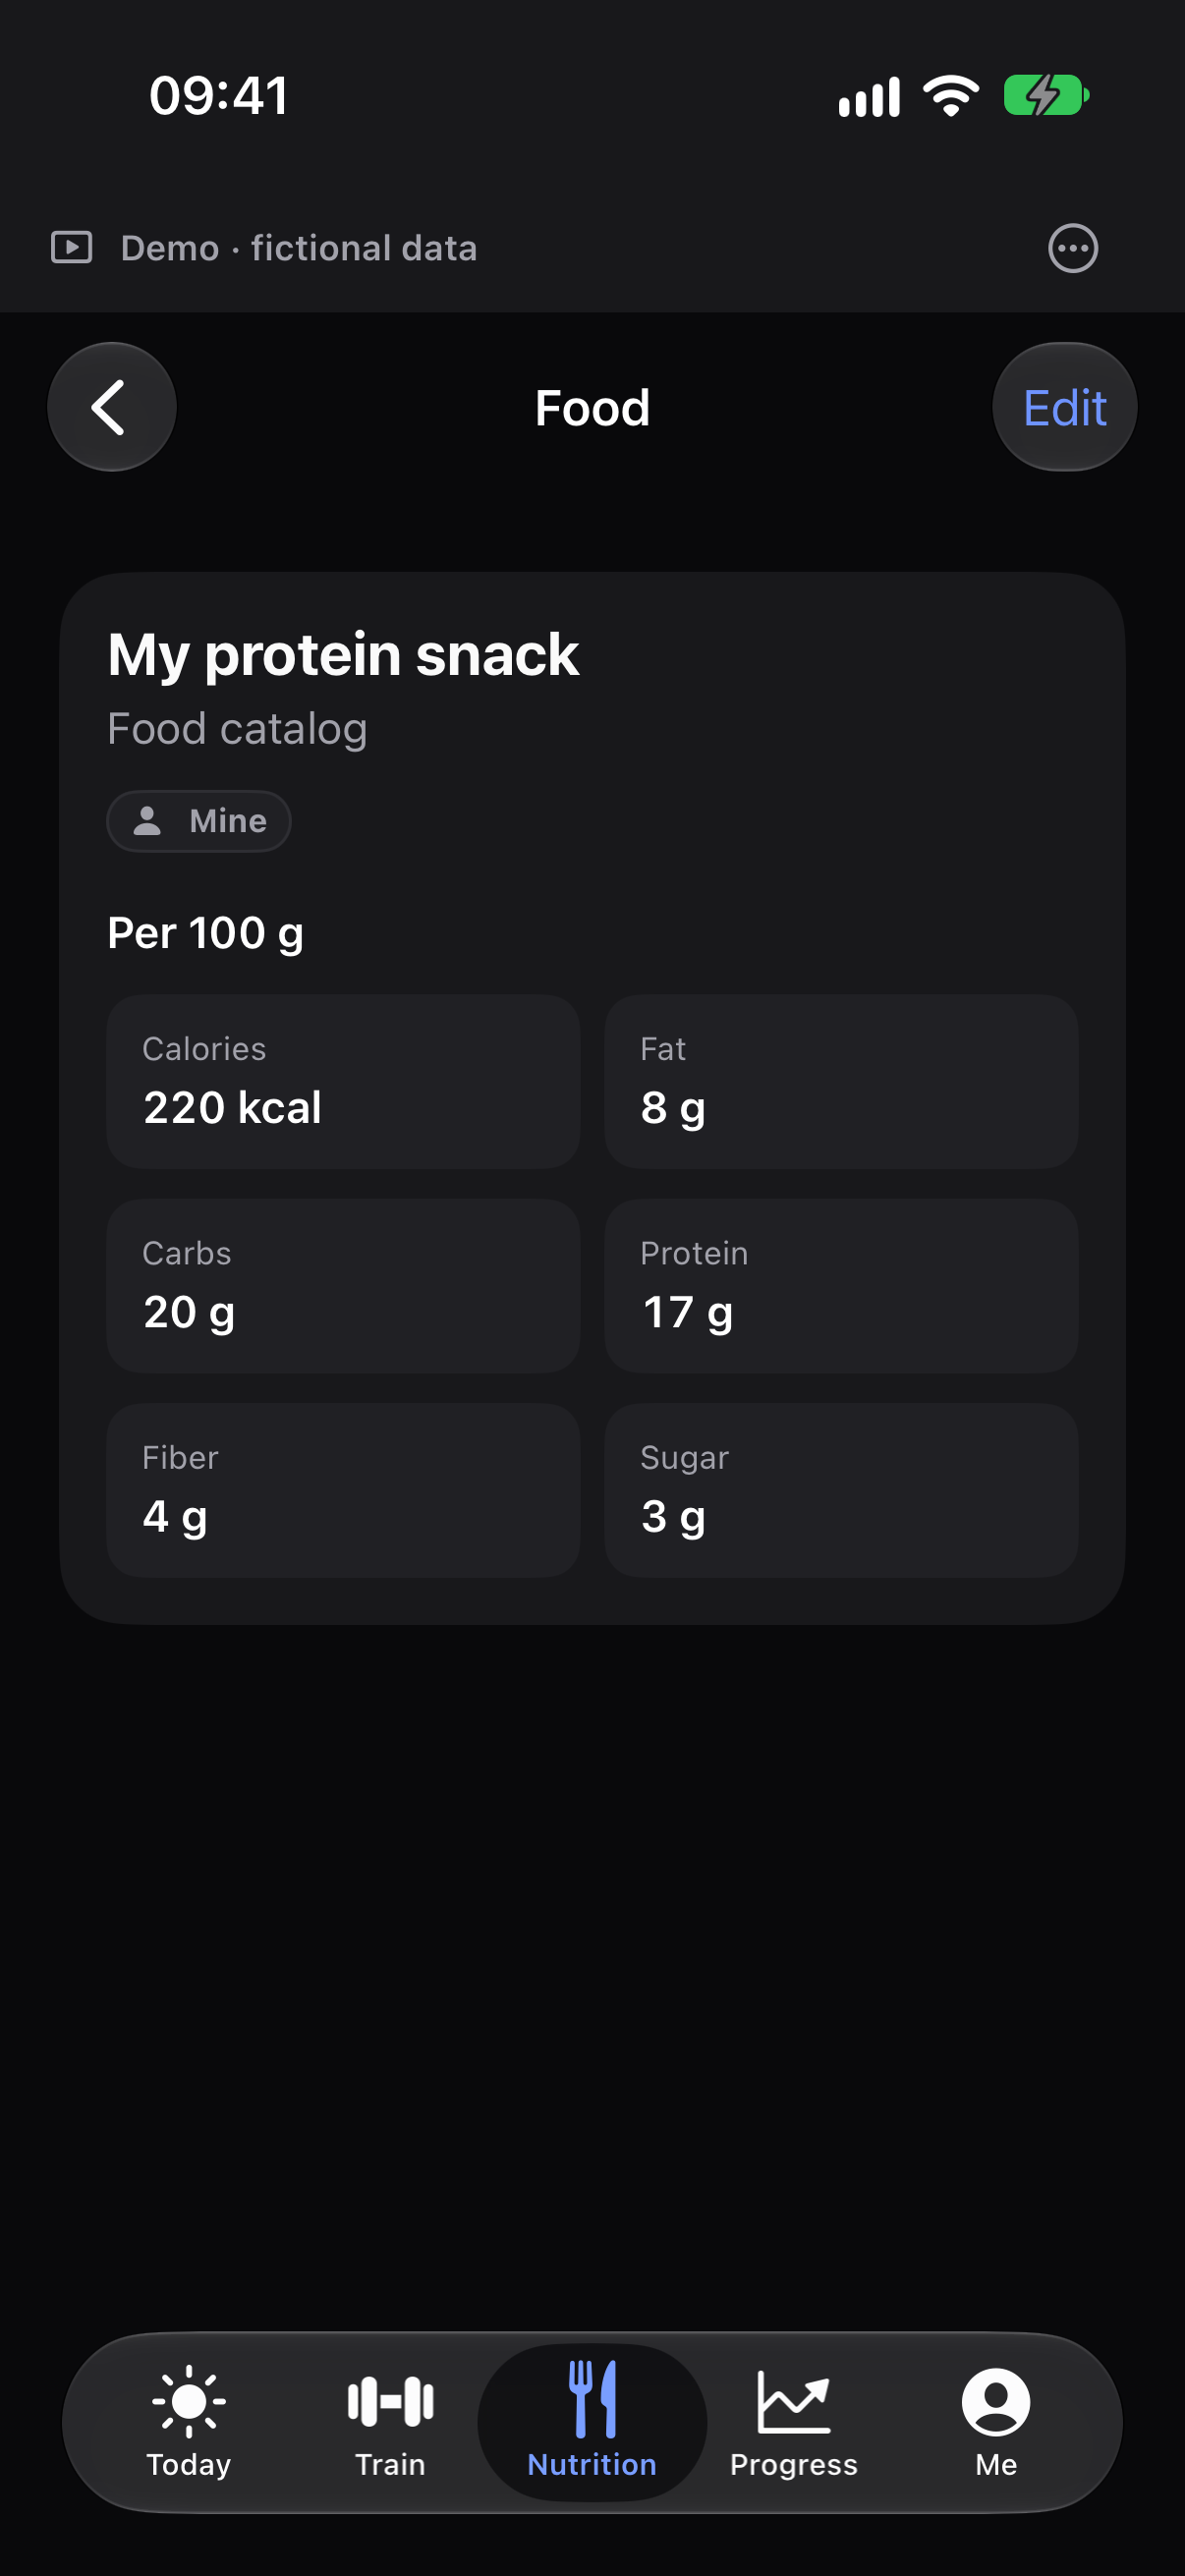 09:41
Demo · fictional data
Food
Edit
My protein snack
Food catalog
Mine
Per 100 g
Calories
220 kcal
Fat
8 g
Carbs
20 g
Protein
17 g
Fiber
4 g
Sugar
3 g
Today
Train
Nutrition
Progress
Me